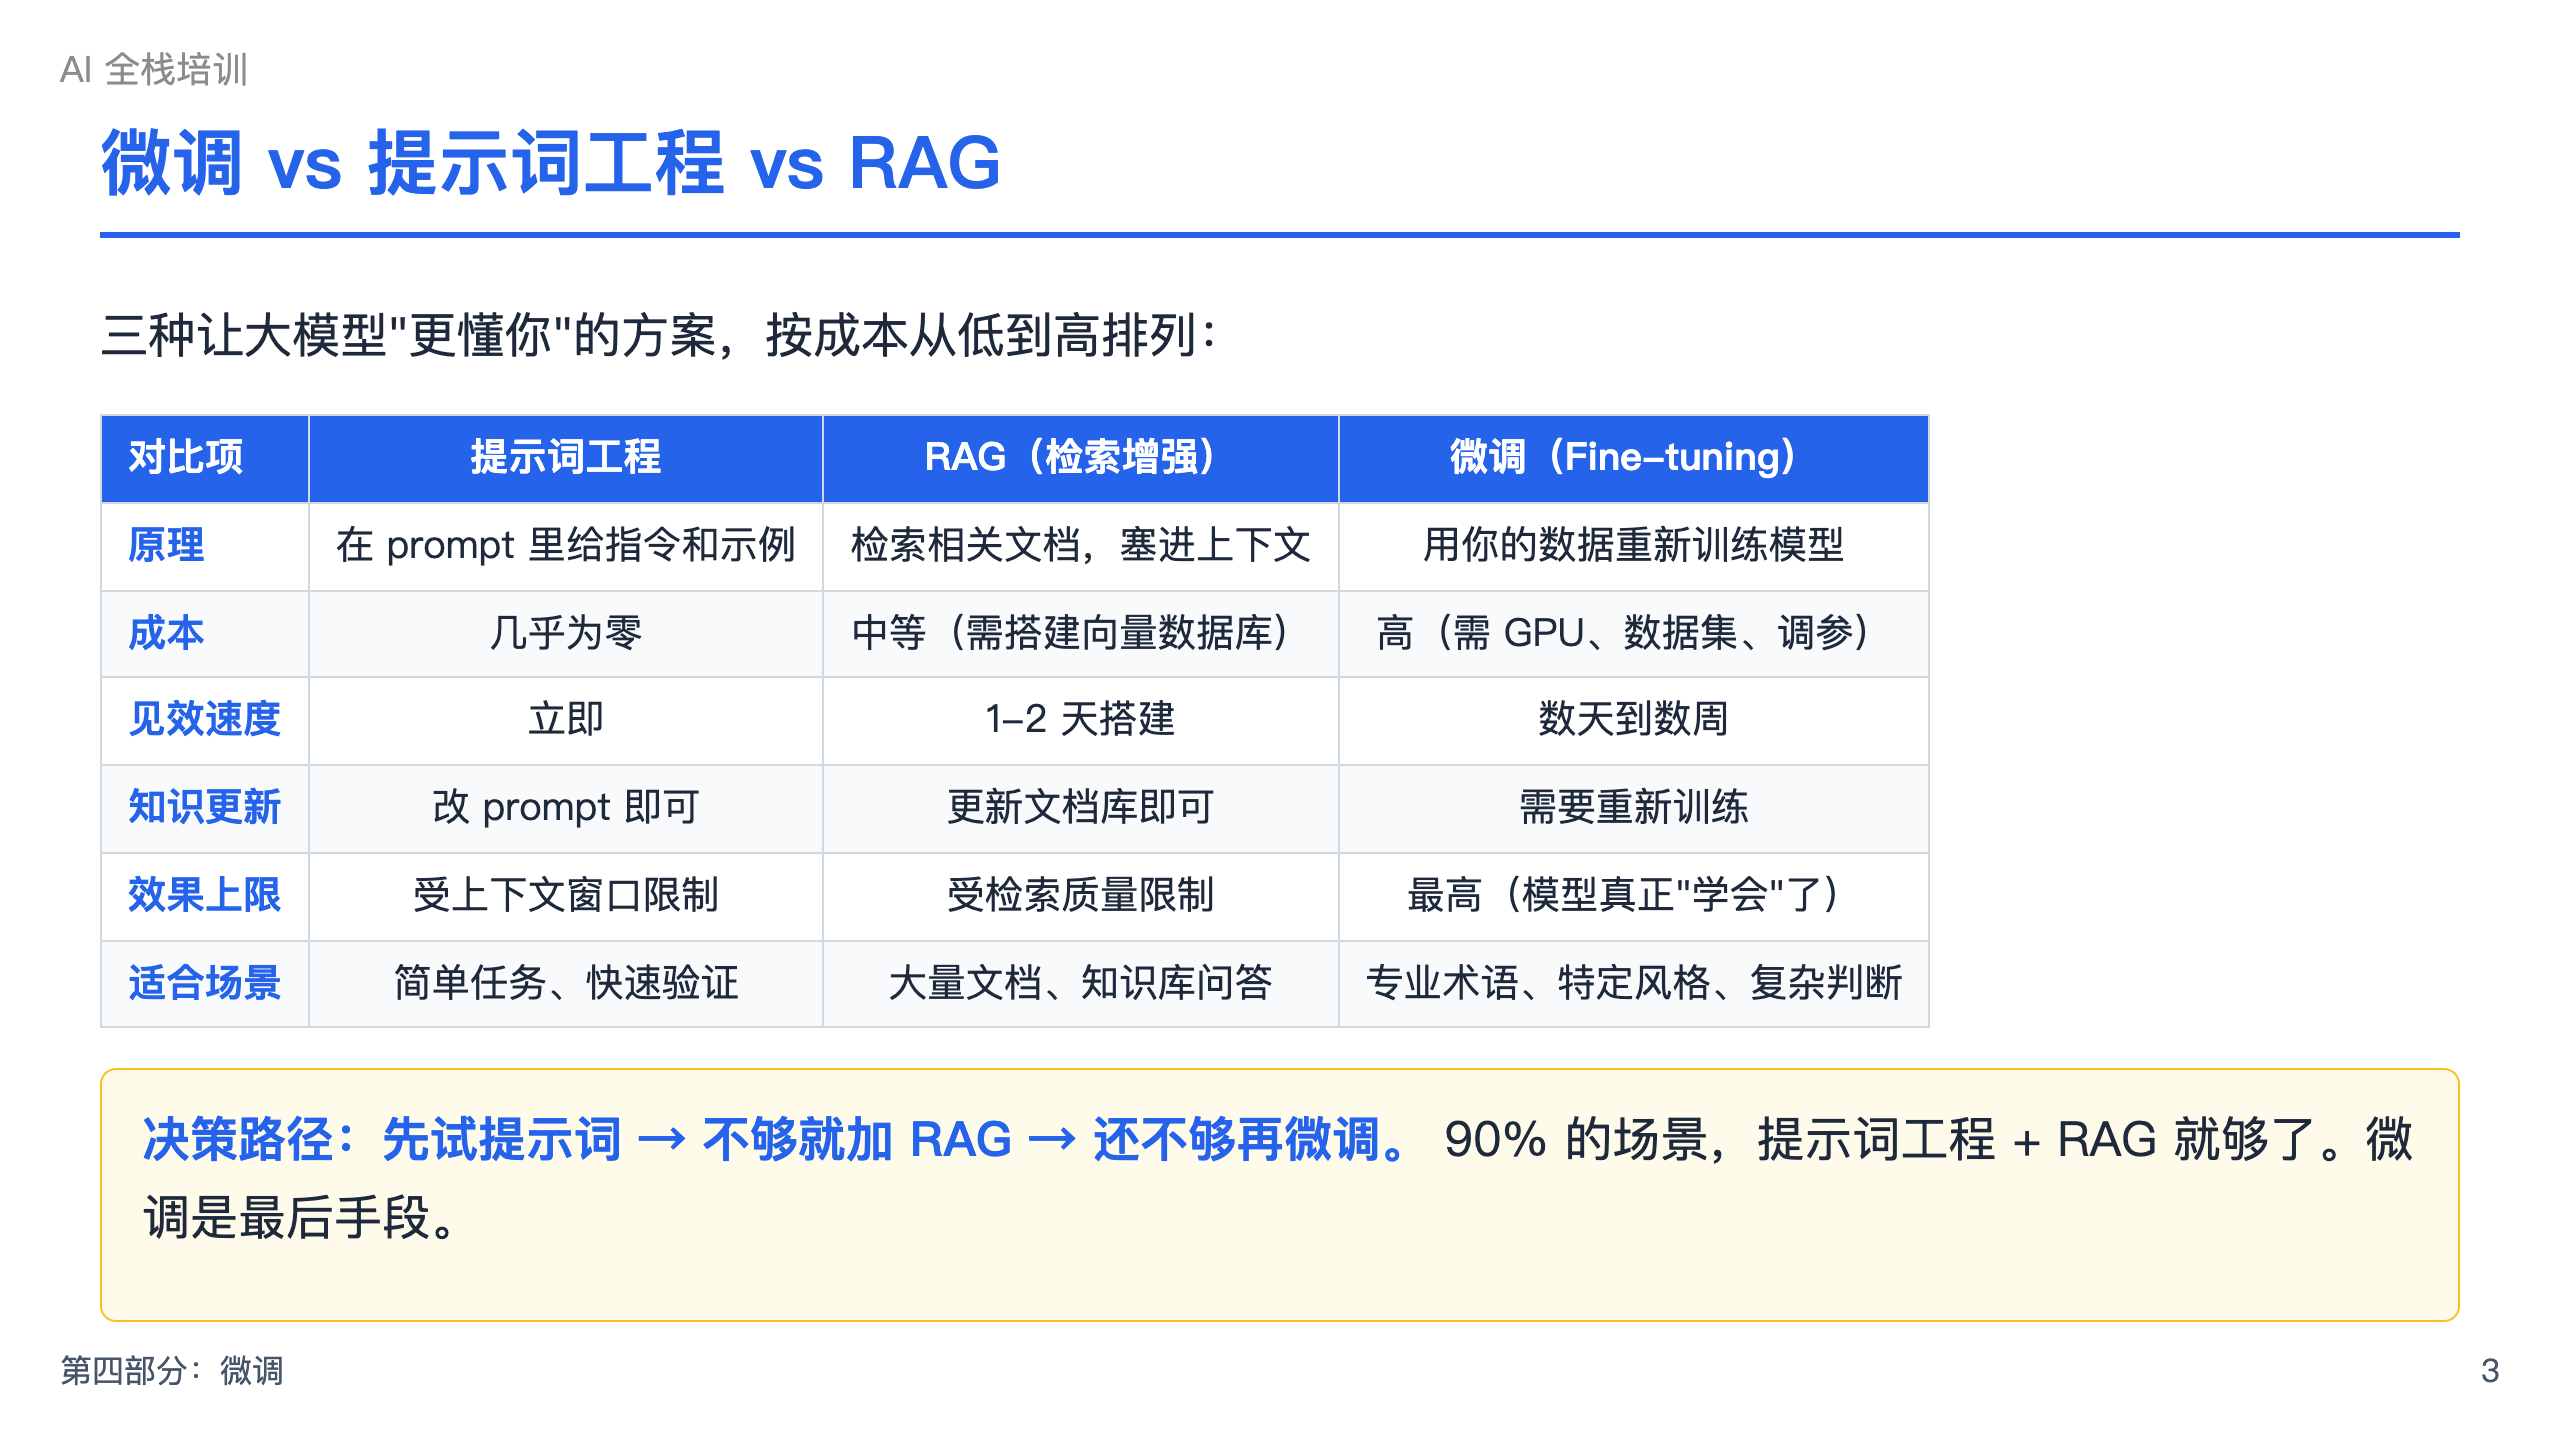 AI 全栈培训
微调 vs 提示词工程 vs RAG
三种让大模型"更懂你"的方案，按成本从低到高排列：
对比项 提示词工程 RAG（检索增强） 微调（Fine-tuning）
原理 在 prompt 里给指令和示例 检索相关文档，塞进上下文 用你的数据重新训练模型
成本 几乎为零 中等（需搭建向量数据库） 高（需 GPU、数据集、调参）
见效速度 立即 1-2 天搭建 数天到数周
知识更新 改 prompt 即可 更新文档库即可 需要重新训练
效果上限 受上下文窗口限制 受检索质量限制 最高（模型真正"学会"了）
适合场景 简单任务、快速验证 大量文档、知识库问答 专业术语、特定风格、复杂判断
决策路径：先试提示词 → 不够就加 RAG → 还不够再微调。 90% 的场景，提示词工程 + RAG 就够了。微
调是最后手段。
第四部分：微调
3